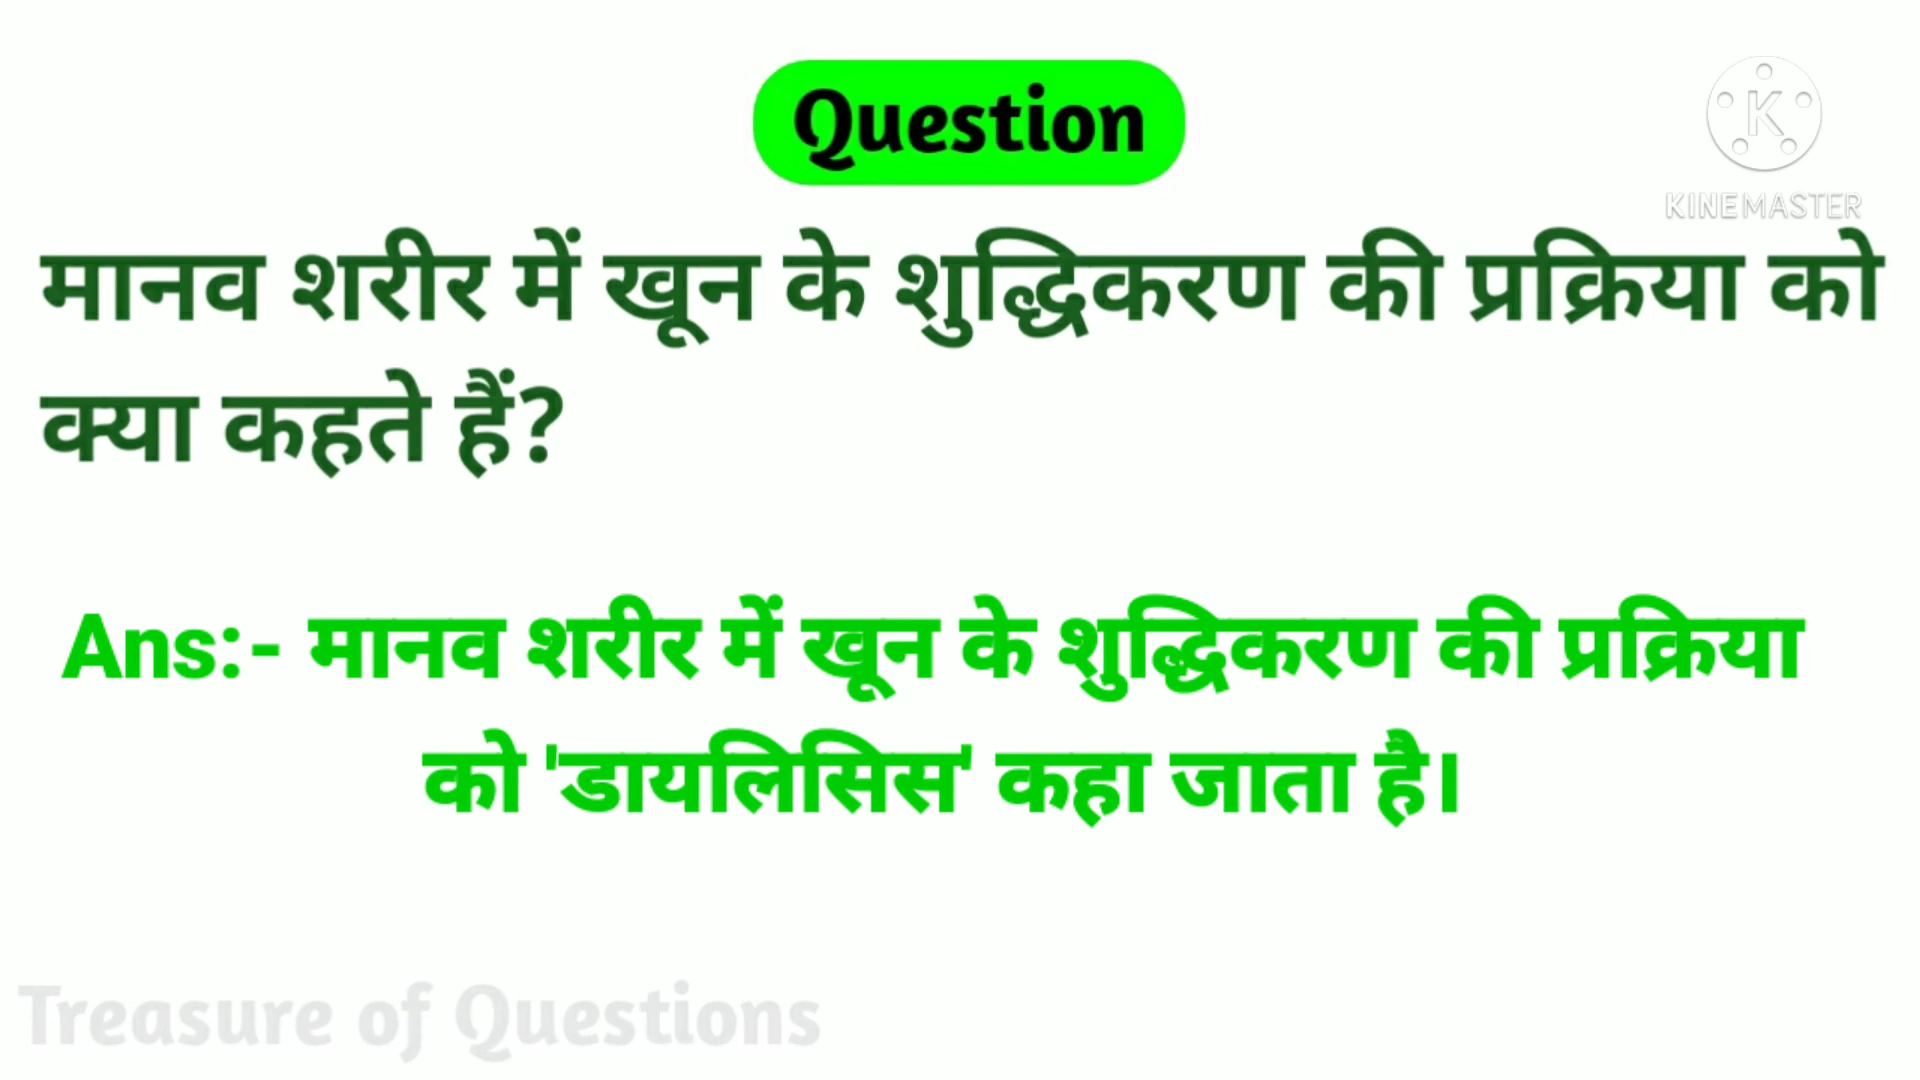 Question
KINEMASTER
मानव शरीर में खून के शुद्धिकरण की प्रक्रिया को
क्या कहते हैं?
Ans:- मानव शरीर में खून के शुद्धिकरण की प्रक्रिया
को 'डायलिसिस' कहा जाता है।
Treasure of Questions